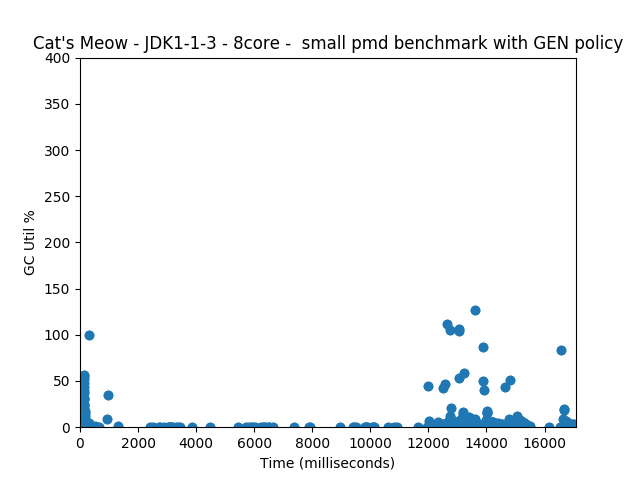 Cat's Meow - JDK1-1-3 - 8core -  small pmd benchmark with GEN policy
400
350
300
250
200
150
100
50
0
GC Util %
0 2000 4000 6000 8000 10000 12000 14000 16000
Time (milliseconds)